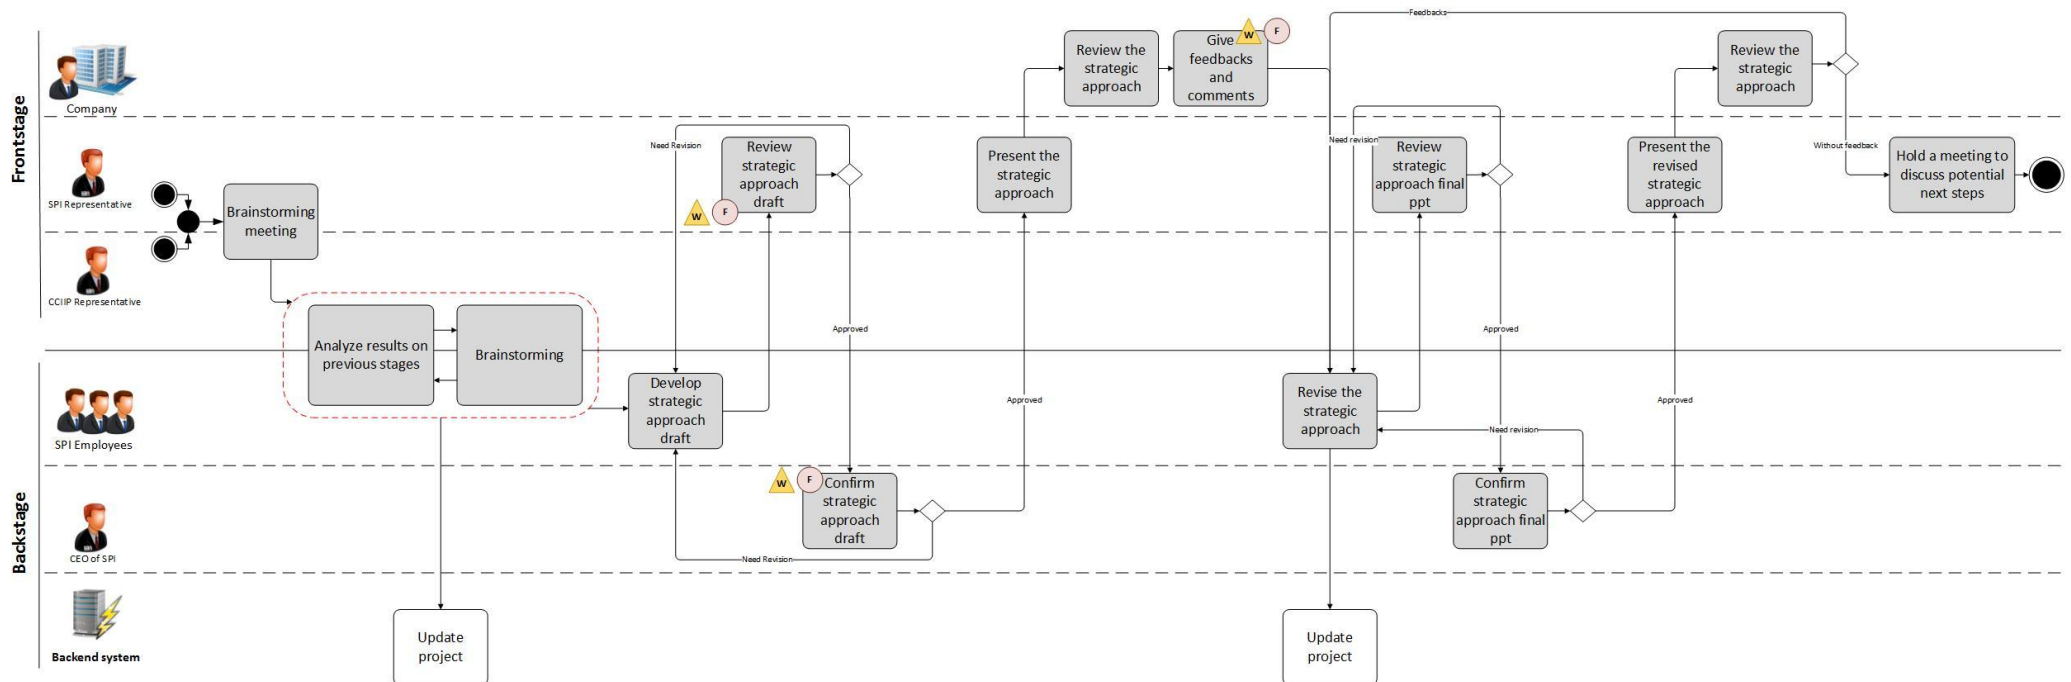 Frontstage
Backstage
Company
SPI Representative
CCIIP Representative
SPI Employees
CEO of SPI
Backend system
Brainstorming
meeting
Analyze results on
previous stages
Brainstorming
Update
project
Develop
strategic
approach
draft
Need Revision
Review
strategic
approach
draft
W
F
Approved
W
F
Confirm
strategic
approach
draft
Need Revision
Approved
Present the
strategic
approach
Review the
strategic
approach
Give
feedbacks
and
comments
W
F
Feedbacks
Need revision
Review
strategic
approach final
ppt
Approved
Revise the
strategic
approach
Need revision
Confirm
strategic
approach final
ppt
Update
project
Approved
Present the
revised
strategic
approach
Review the
strategic
approach
Without feedback
Hold a meeting to
discuss potential
next steps